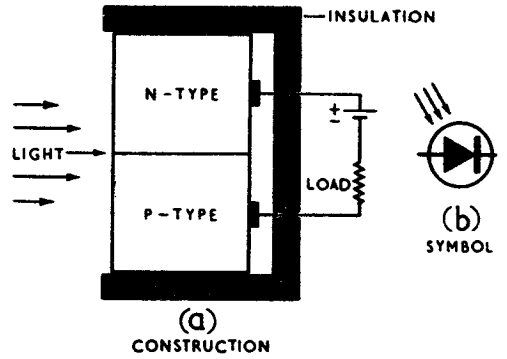 INSULATION
N-TYPE
+
-
LIGHT
LOAD
P-TYPE
(a)
CONSTRUCTION
(b)
SYMBOL